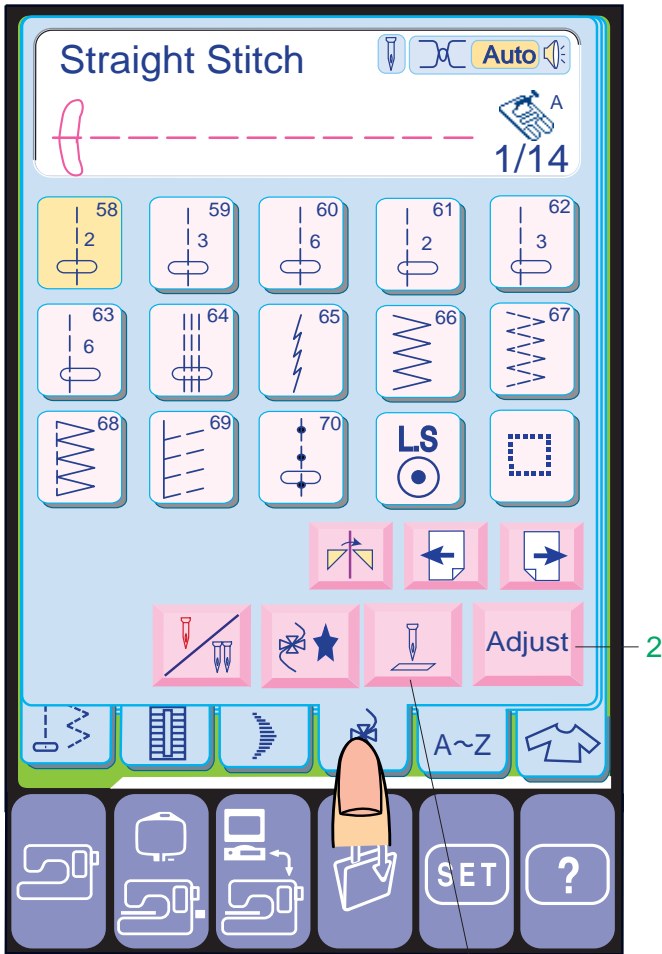 Straight Stitch Auto
A
1/14
58 59 60 61 62
2 3 6 2 3
63 64 65 66 67
6
68 69 70 L.S
Adjust 2
A~Z
SET ?